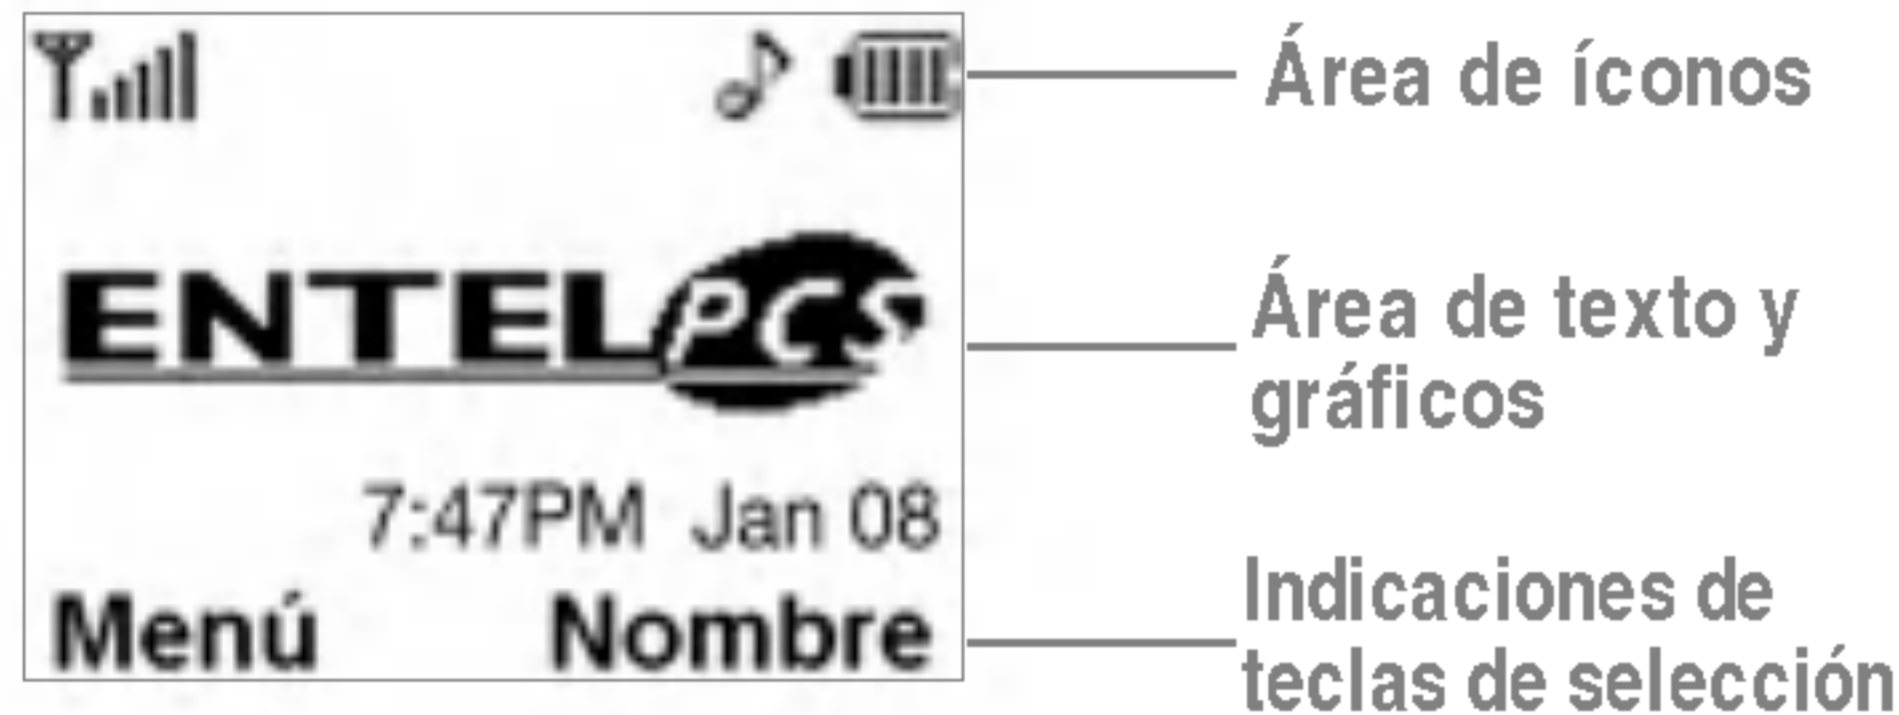 Área de íconos
ENTEL PCS
Área de texto y
gráficos
7:47PM Jan 08
Menú Nombre
Indicaciones de
teclas de selección